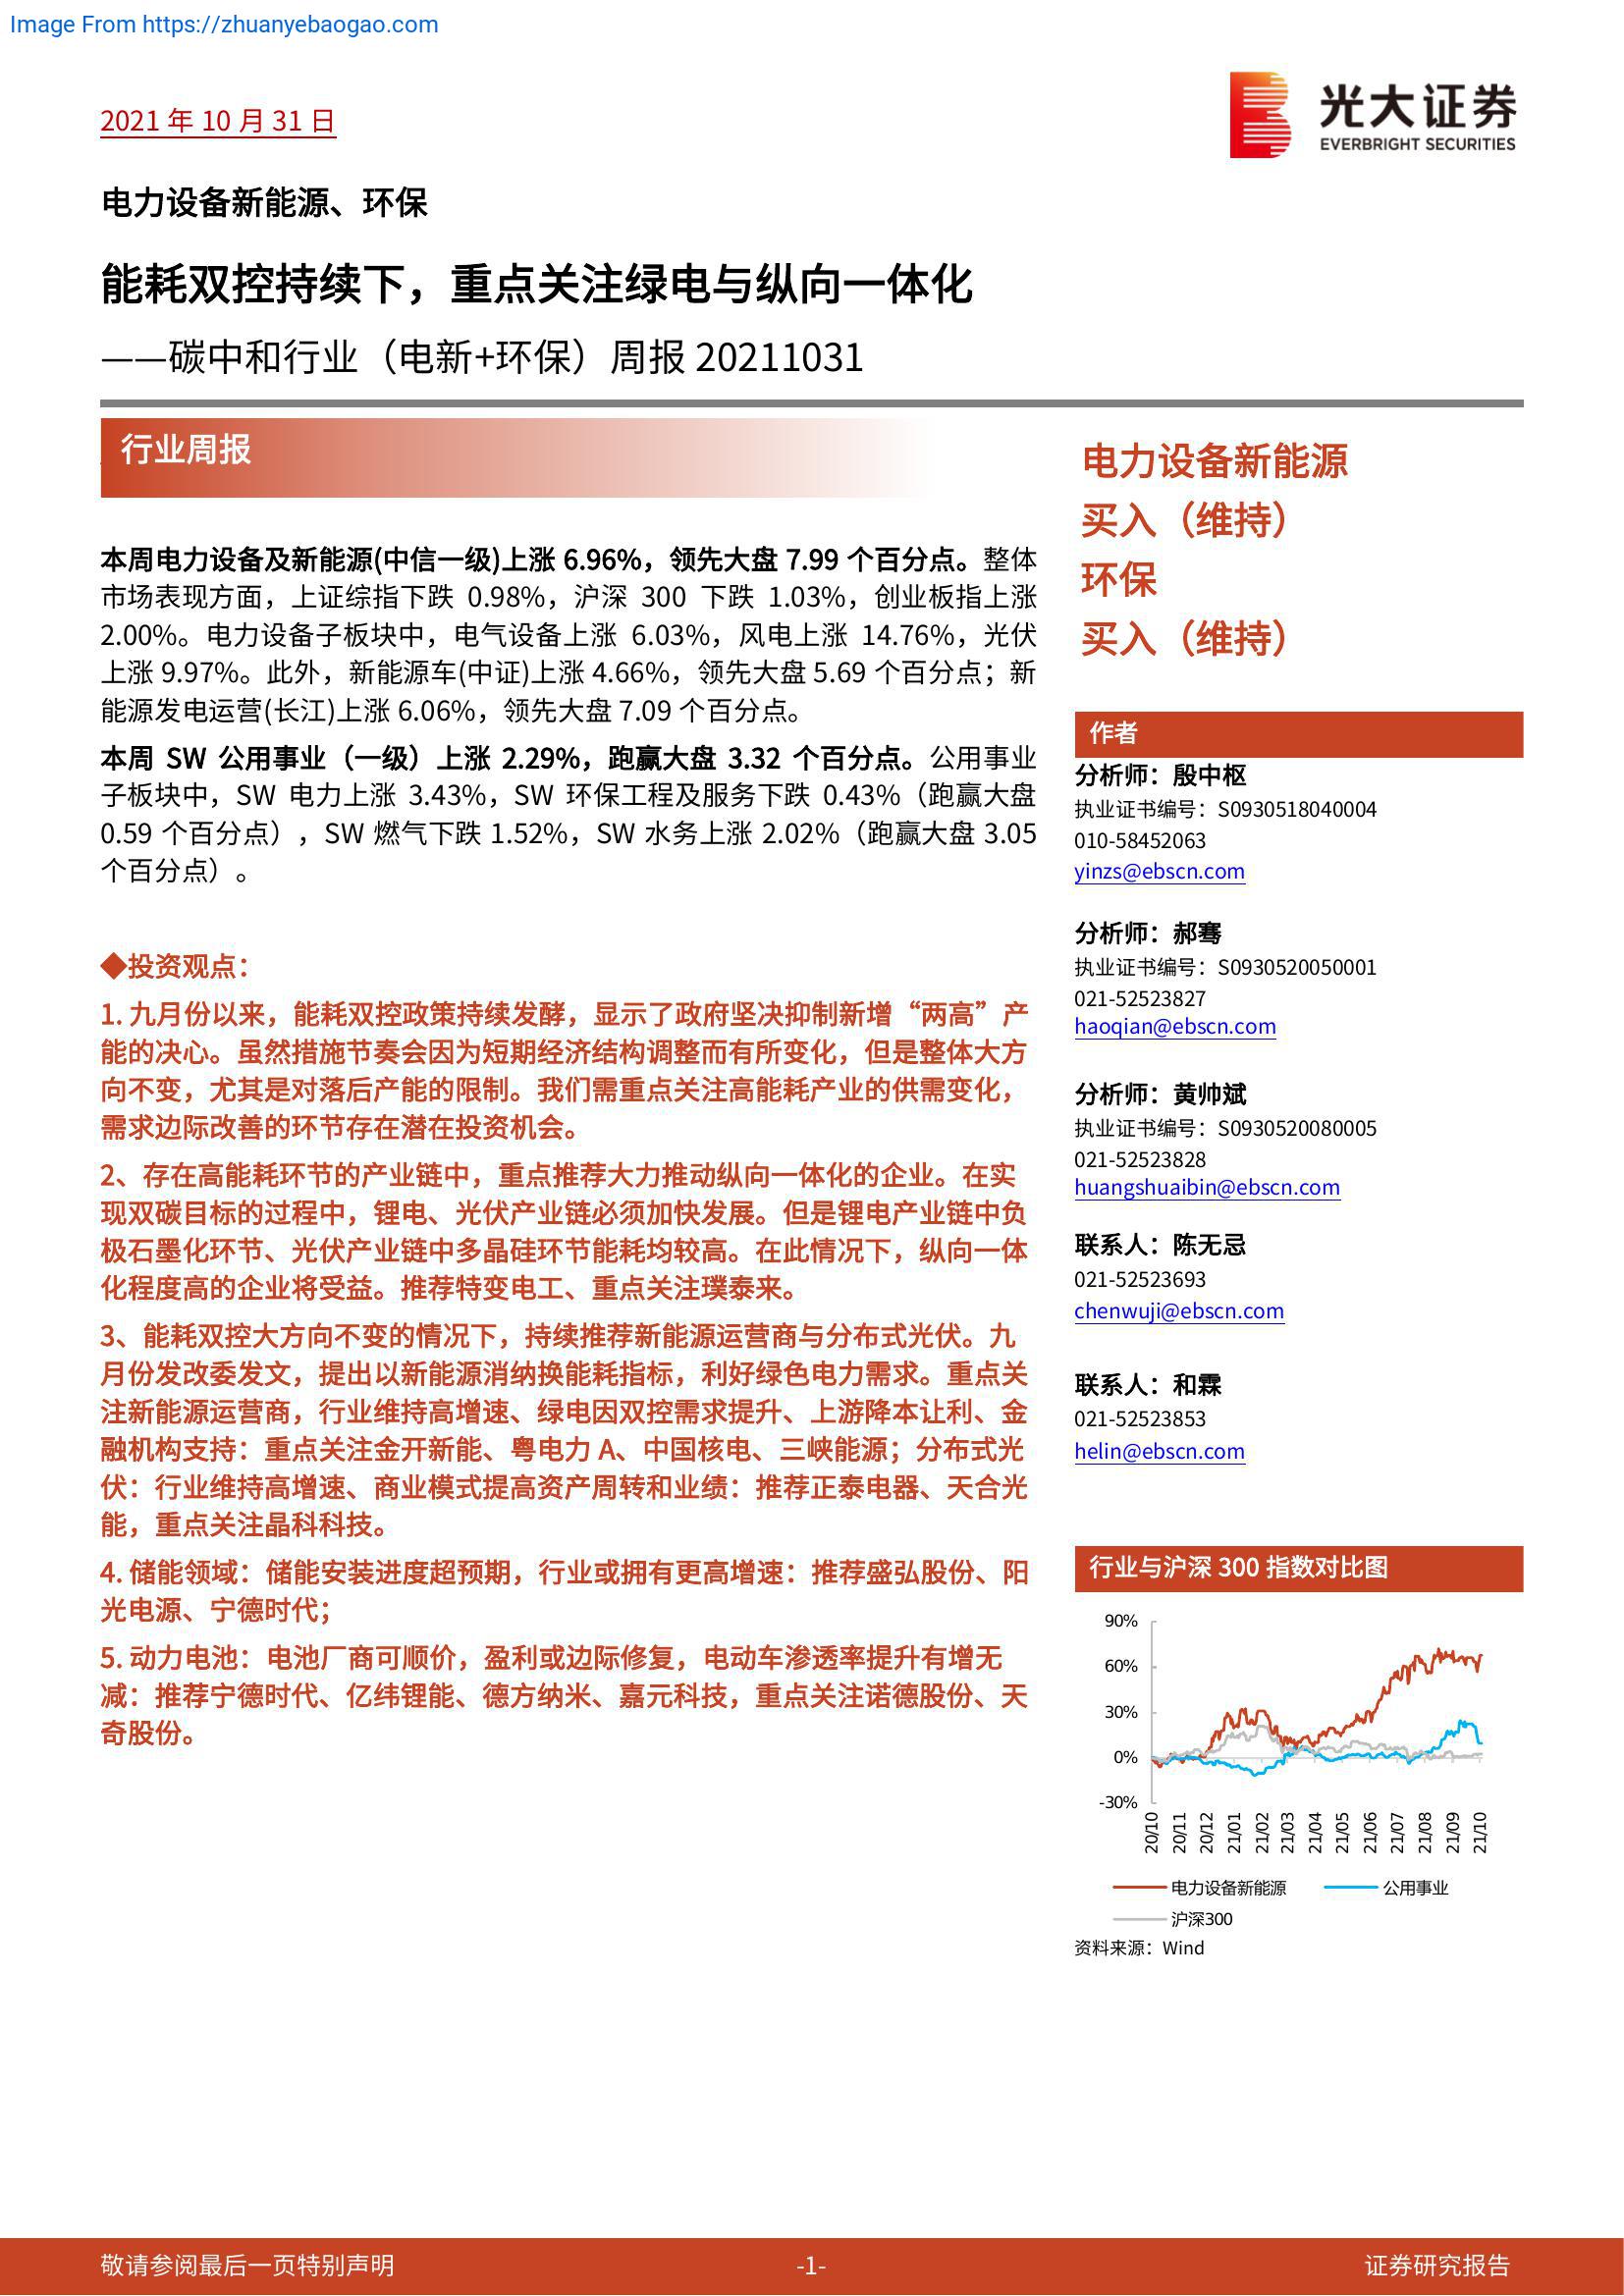 Image From https://zhuanyebaogao.com
2021 年 10 月 31 日
光大证券
EVERBRIGHT SECURITIES
电力设备新能源、环保
能耗双控持续下，重点关注绿电与纵向一体化
——碳中和行业（电新+环保）周报 20211031
行业周报
本周电力设备及新能源(中信一级)上涨 6.96%，领先大盘 7.99 个百分点。整体
市场表现方面，上证综指下跌 0.98%，沪深 300 下跌 1.03%，创业板指上涨
2.00%。电力设备子板块中，电气设备上涨 6.03%，风电上涨 14.76%，光伏
上涨 9.97%。此外，新能源车(中证)上涨 4.66%，领先大盘 5.69 个百分点；新
能源发电运营(长江)上涨 6.06%，领先大盘 7.09 个百分点。
本周 SW 公用事业（一级）上涨 2.29%，跑赢大盘 3.32 个百分点。公用事业
子板块中，SW 电力上涨 3.43%，SW 环保工程及服务下跌 0.43%（跑赢大盘
0.59 个百分点），SW 燃气下跌 1.52%，SW 水务上涨 2.02%（跑赢大盘 3.05
个百分点）。
◆投资观点：
1. 九月份以来，能耗双控政策持续发酵，显示了政府坚决抑制新增“两高”产
能的决心。虽然措施节奏会因为短期经济结构调整而有所变化，但是整体大方
向不变，尤其是对落后产能的限制。我们需重点关注高能耗产业的供需变化，
需求边际改善的环节存在潜在投资机会。
2、存在高能耗环节的产业链中，重点推荐大力推动纵向一体化的企业。在实
现双碳目标的过程中，锂电、光伏产业链必须加快发展。但是锂电产业链中负
极石墨化环节、光伏产业链中多晶硅环节能耗均较高。在此情况下，纵向一体
化程度高的企业将受益。推荐特变电工、重点关注璞泰来。
3、能耗双控大方向不变的情况下，持续推荐新能源运营商与分布式光伏。九
月份发改委发文，提出以新能源消纳换能耗指标，利好绿色电力需求。重点关
注新能源运营商，行业维持高增速、绿电因双控需求提升、上游降本让利、金
融机构支持：重点关注金开新能、粤电力 A、中国核电、三峡能源；分布式光
伏：行业维持高增速、商业模式提高资产周转和业绩：推荐正泰电器、天合光
能，重点关注晶科科技。
4. 储能领域：储能安装进度超预期，行业或拥有更高增速：推荐盛弘股份、阳
光电源、宁德时代；
5. 动力电池：电池厂商可顺价，盈利或边际修复，电动车渗透率提升有增无
减：推荐宁德时代、亿纬锂能、德方纳米、嘉元科技，重点关注诺德股份、天
奇股份。
电力设备新能源
买入（维持）
环保
买入（维持）
作者
分析师：殷中枢
执业证书编号：S0930518040004
010-58452063
yinzs@ebscn.com
分析师：郝骞
执业证书编号：S0930520050001
021-52523827
haoqian@ebscn.com
分析师：黄帅斌
执业证书编号：S0930520080005
021-52523828
huangshuaibin@ebscn.com
联系人：陈无忌
021-52523693
chenwuji@ebscn.com
联系人：和霖
021-52523853
helin@ebscn.com
行业与沪深 300 指数对比图
90%
60%
30%
0%
-30%
20/10 20/11 20/12 21/01 21/02 21/03 21/04 21/05 21/06 21/07 21/08 21/09 21/10
电力设备新能源 公用事业
沪深300
资料来源：Wind
敬请参阅最后一页特别声明 -1- 证券研究报告